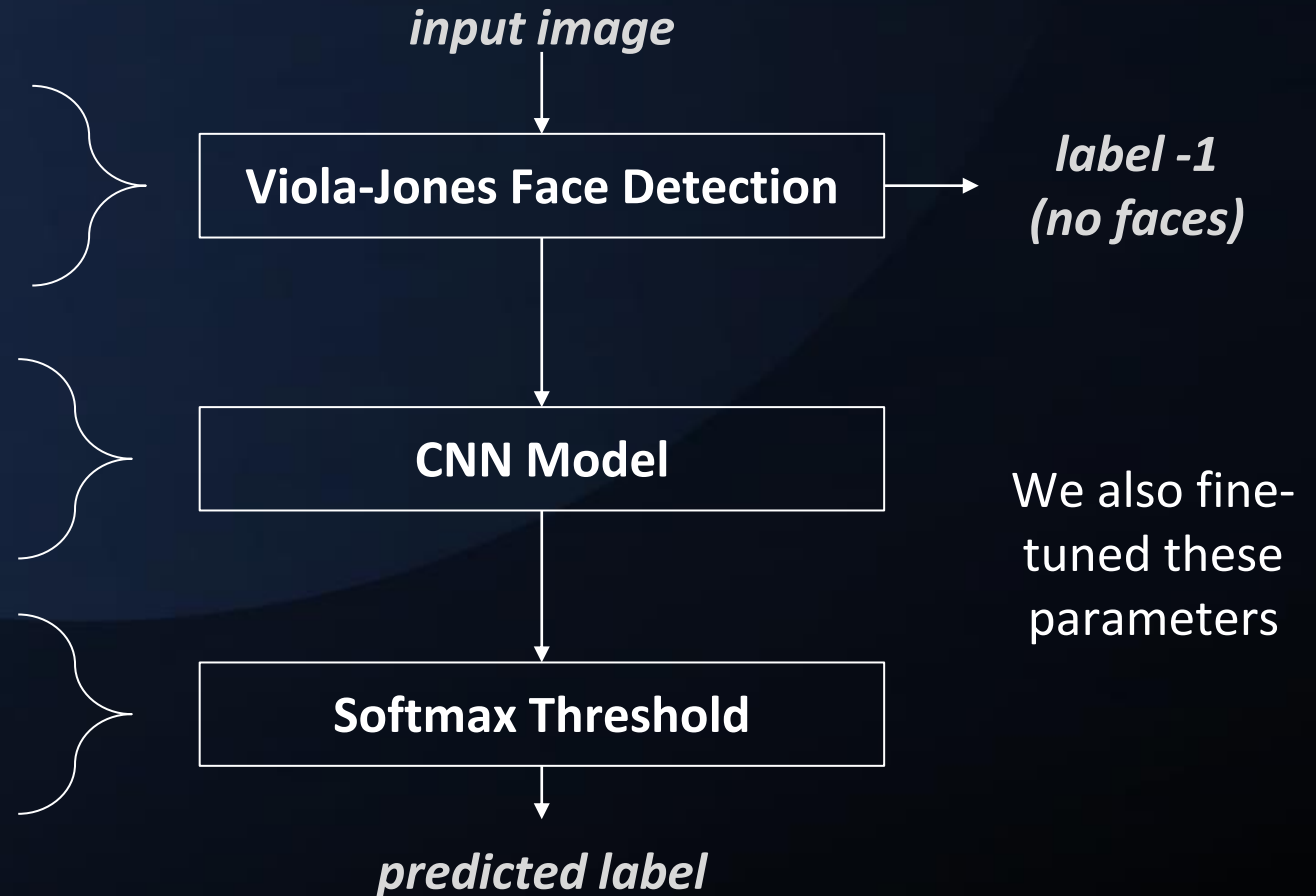 input image
Viola-Jones Face Detection
label -1
(no faces)
CNN Model
We also fine-
tuned these
parameters
Softmax Threshold
predicted label